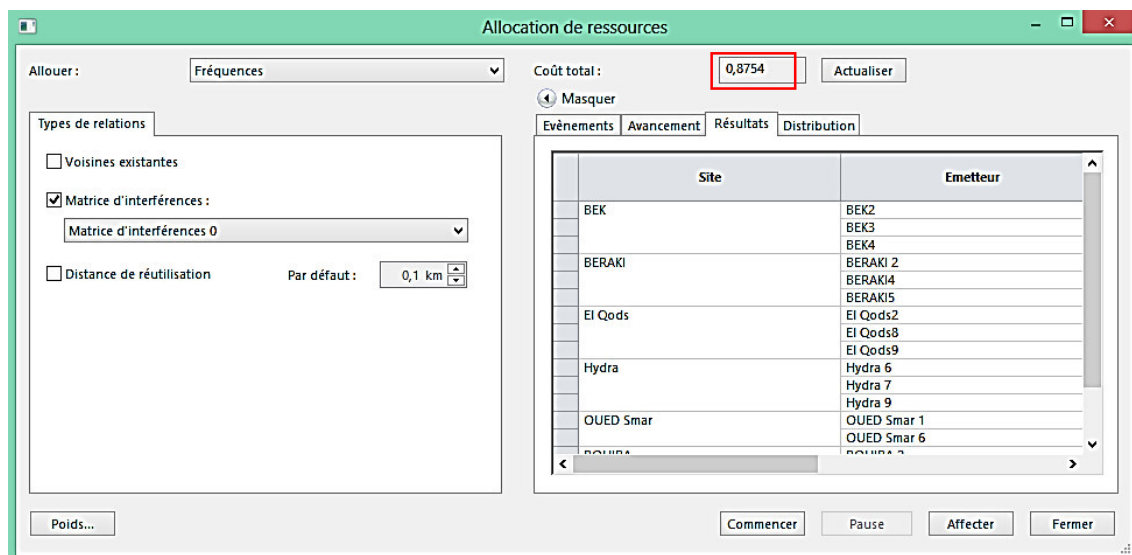 Allocation de ressources
Allouer :
Fréquences
Coût total :
0,8754
Actualiser
Masquer
Types de relations
Evènements
Avancement
Résultats
Distribution
Voisines existantes
Matrice d'interférences :
Matrice d'interférences 0
Distance de réutilisation
Par défaut :
0,1 km
Site
Emetteur
BEK
BEK2
BEK3
BEK4
BERAKI
BERAKI 2
BERAKI4
BERAKI5
El Qods
El Qods2
El Qods8
El Qods9
Hydra
Hydra 6
Hydra 7
Hydra 9
OUED Smar
OUED Smar 1
OUED Smar 6
Poids...
Commencer
Pause
Affecter
Fermer